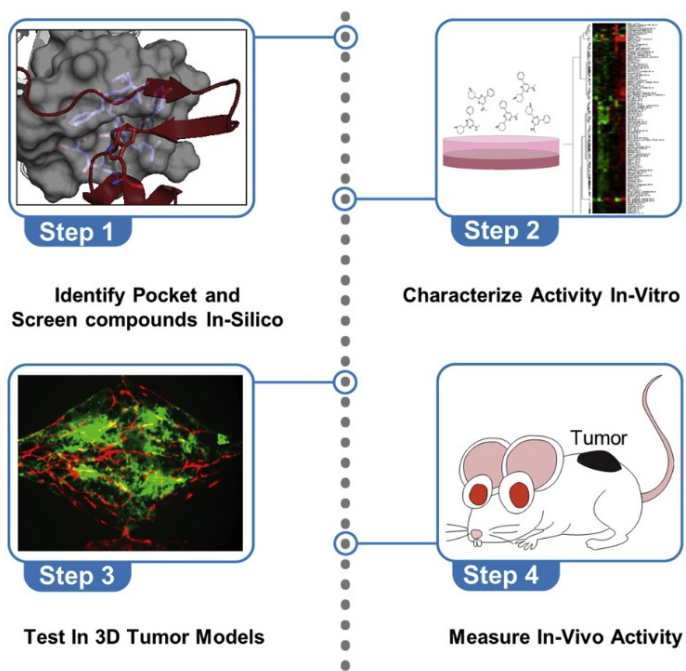 Step 1
Step 2
Identify Pocket and
Screen compounds In-Silico
Characterize Activity In-Vitro
Tumor
Step 3
Step 4
Test In 3D Tumor Models
Measure In-Vivo Activity